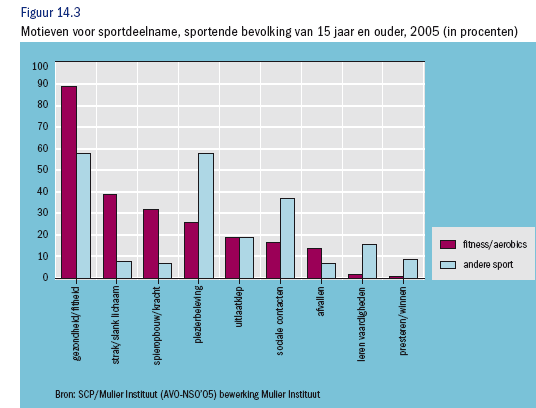 Figuur 14.3
Motieven voor sportdeelname, sportende bevolking van 15 jaar en ouder, 2005 (in procenten)
100
90
80
70
60
50
40
30
20
10
0
gezondheid/ fitheid
strak/ slank lichaam
spieropbouw/kracht
plezierbeleving
uitlaatklep
sociale contacten
afvallen
leren vaardigheden
presteren/winnen
fitness/aerobics
andere sport
Bron: SCP/Mulier Instituut (AVO-NSO'05) bewerking Mulier Instituut